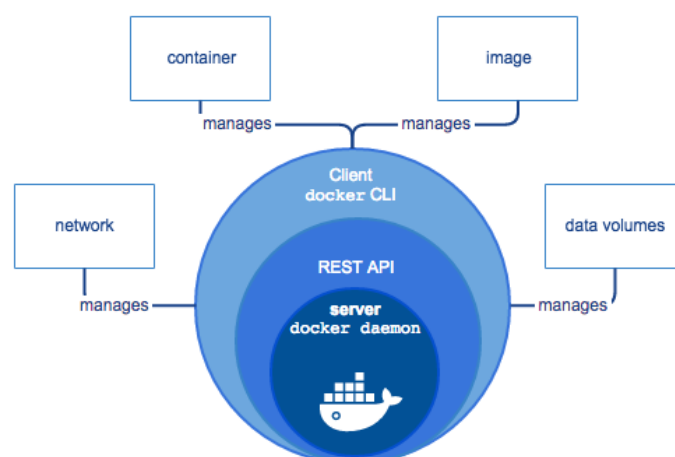 container
image
manages
manages
Client
docker CLI
network
data volumes
REST API
manages
manages
server
docker daemon